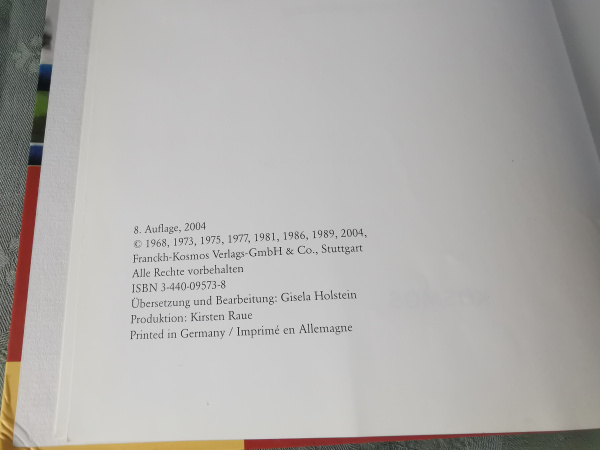 8. Auflage, 2004
© 1968, 1973, 1975, 1977, 1981, 1986, 1989, 2004,
Franckh-Kosmos Verlags-GmbH & Co., Stuttgart
Alle Rechte vorbehalten
ISBN 3-440-09573-8
Übersetzung und Bearbeitung: Gisela Holstein
Produktion: Kirsten Raue
Printed in Germany / Imprimé en Allemagne